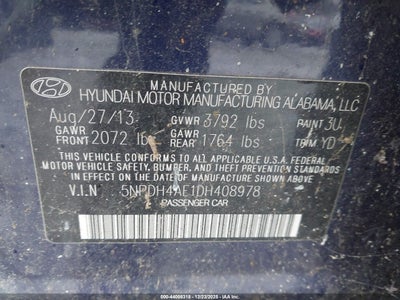 MANUFACTURED BY
HYUNDAI MOTOR MANUFACTURING ALABAMA, LLC
Aug/27/13 GVWR 3792 lbs PAINT 3U
GAWR FRONT 2072 lbs GAWR REAR 1764 lbs TRIM YD
THIS VEHICLE CONFORMS TO ALL APPLICABLE U.S.A. FEDERAL
MOTOR VEHICLE SAFETY, BUMPER, AND THEFT PREVENTION STANDARDS
IN EFFECT ON THE DATE OF MANUFACTURE SHOWN ABOVE.
V.I.N 5NPDH4AE1DH408978
PASSENGER CAR